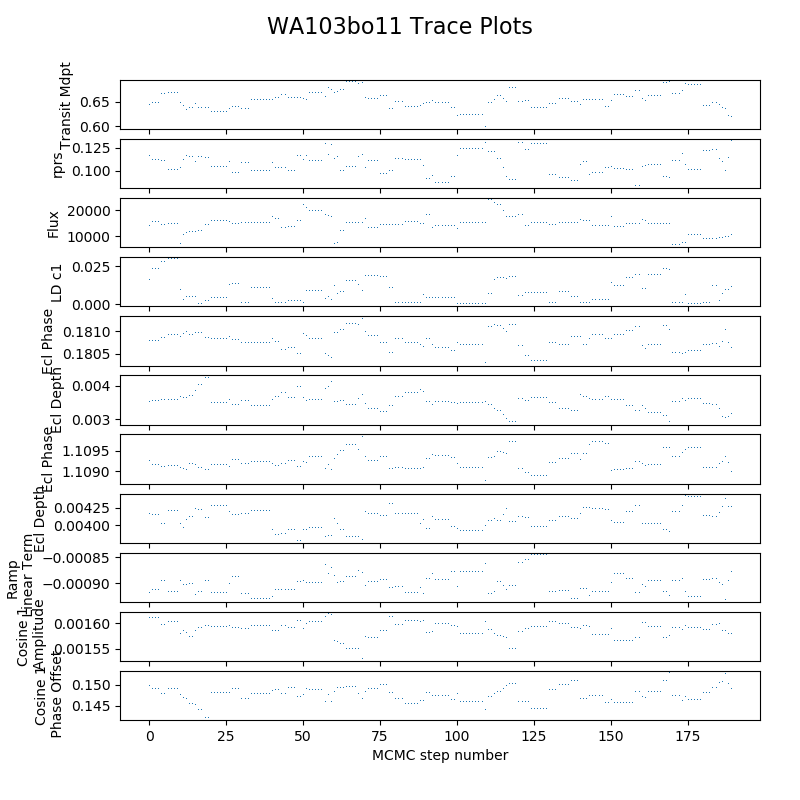 WA103bo11 Trace Plots
Transit Mdpt
0.65
0.60
rprs
0.125
0.100
Flux
20000
10000
LD c1
0.025
0.000
Ecl Phase
0.1810
0.1805
Ecl Depth
0.004
0.003
Ecl Phase
1.1095
1.1090
Ecl Depth
0.00425
0.00400
Ramp
Linear Term
−0.00085
−0.00090
Cosine 1
Amplitude
0.00160
0.00155
Cosine 1
Phase Offset
0.150
0.145
0 25 50 75 100 125 150 175
MCMC step number